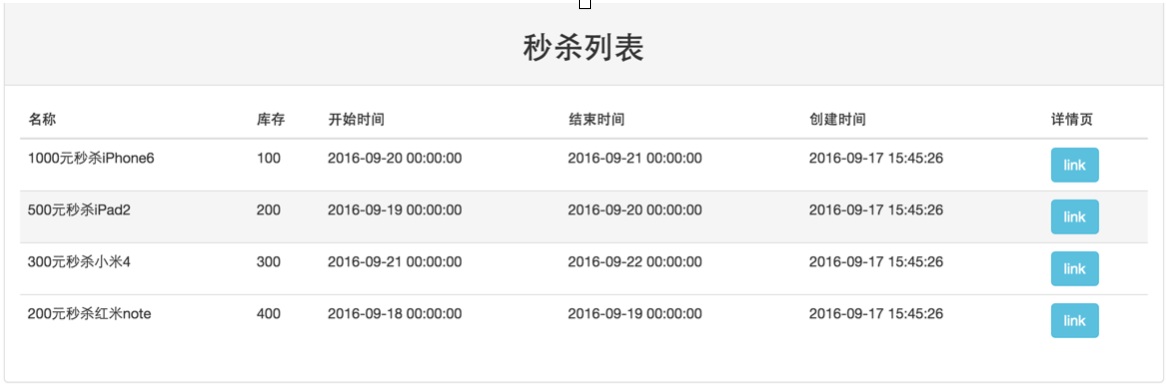 秒杀列表
名称 库存 开始时间 结束时间 创建时间 详情页
1000元秒杀iPhone6 100 2016-09-20 00:00:00 2016-09-21 00:00:00 2016-09-17 15:45:26 link
500元秒杀iPad2 200 2016-09-19 00:00:00 2016-09-20 00:00:00 2016-09-17 15:45:26 link
300元秒杀小米4 300 2016-09-21 00:00:00 2016-09-22 00:00:00 2016-09-17 15:45:26 link
200元秒杀红米note 400 2016-09-18 00:00:00 2016-09-19 00:00:00 2016-09-17 15:45:26 link